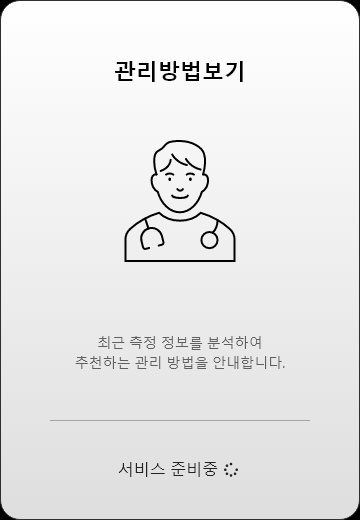 관리방법보기
최근 측정 정보를 분석하여
추천하는 관리 방법을 안내합니다.
서비스 준비중